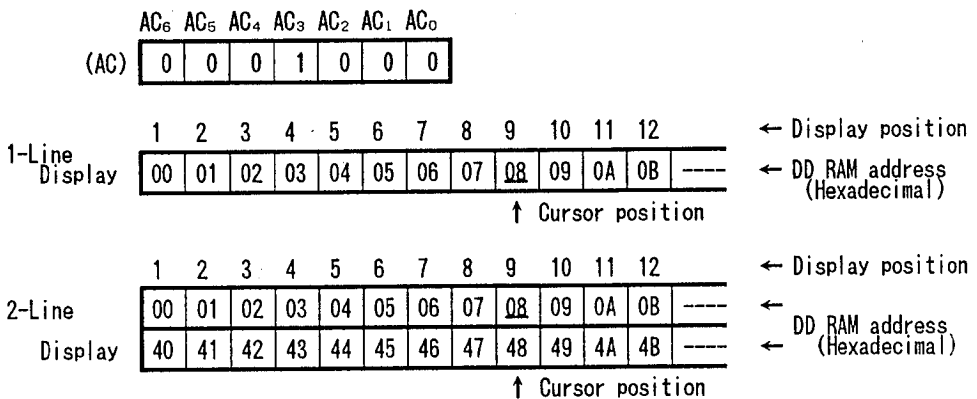 AC₆ AC₅ AC₄ AC₃ AC₂ AC₁ AC₀
(AC) 0 0 0 1 0 0 0
1 2 3 4 5 6 7 8 9 10 11 12 ← Display position
1-Line Display 00 01 02 03 04 05 06 07 08 09 0A 0B ---- ← DD RAM address (Hexadecimal)
↑ Cursor position
1 2 3 4 5 6 7 8 9 10 11 12 ← Display position
2-Line 00 01 02 03 04 05 06 07 08 09 0A 0B ---- ←
Display 40 41 42 43 44 45 46 47 48 49 4A 4B ---- ← DD RAM address (Hexadecimal)
↑ Cursor position